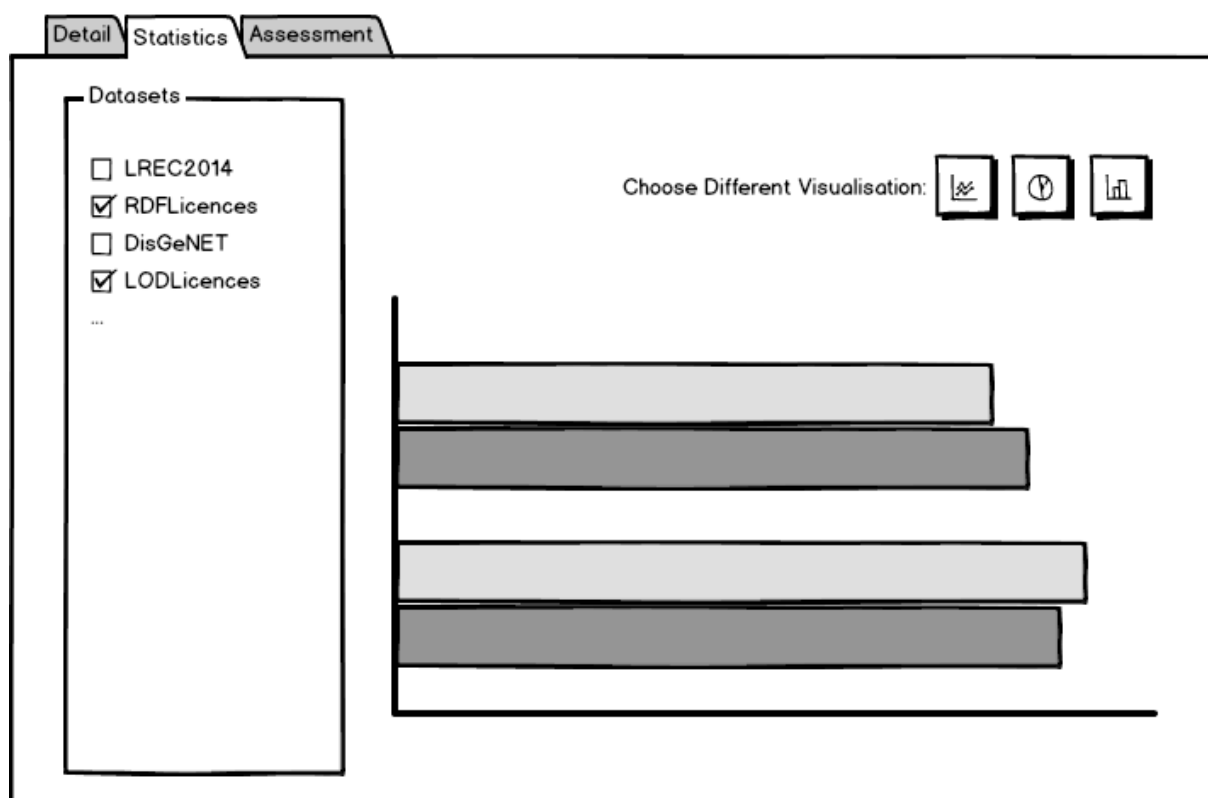 Detail Statistics Assessment
Datasets
LREC2014
RDFLicences
DisGeNET
LODLicences
...
Choose Different Visualisation: